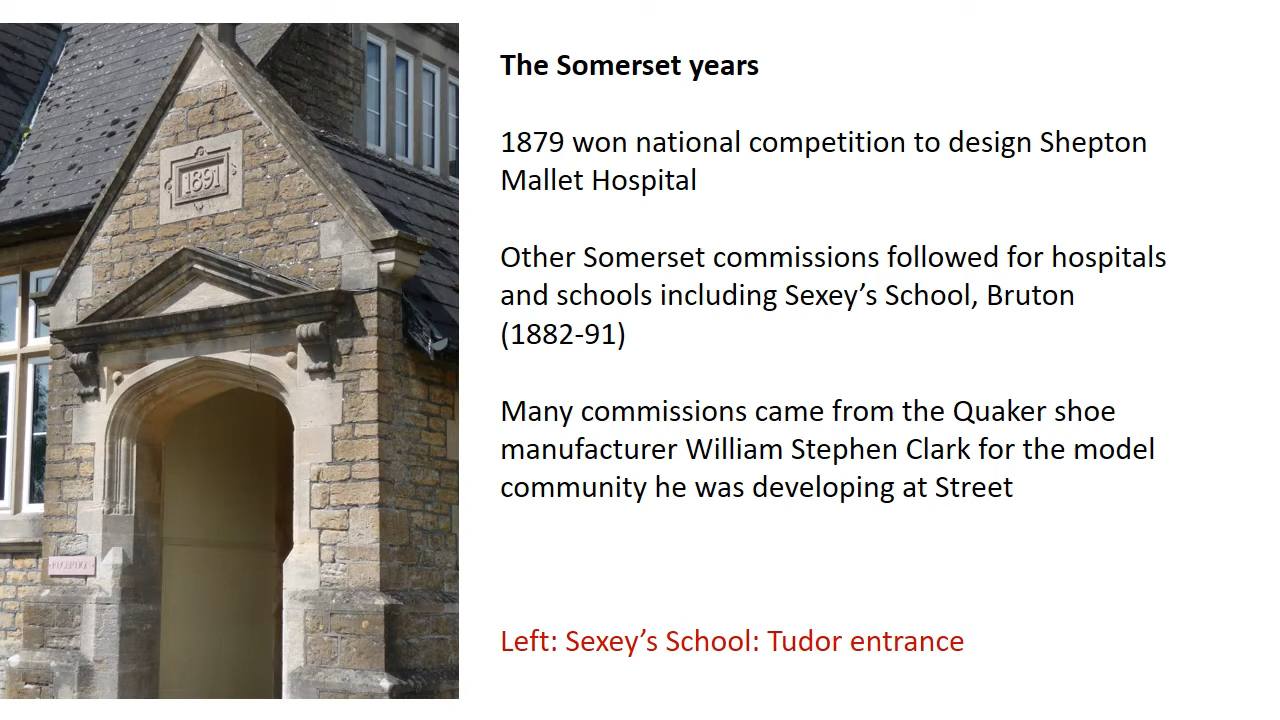 1891
RECEPTION
The Somerset years
1879 won national competition to design Shepton
Mallet Hospital
Other Somerset commissions followed for hospitals
and schools including Sexey’s School, Bruton
(1882-91)
Many commissions came from the Quaker shoe
manufacturer William Stephen Clark for the model
community he was developing at Street
Left: Sexey’s School: Tudor entrance